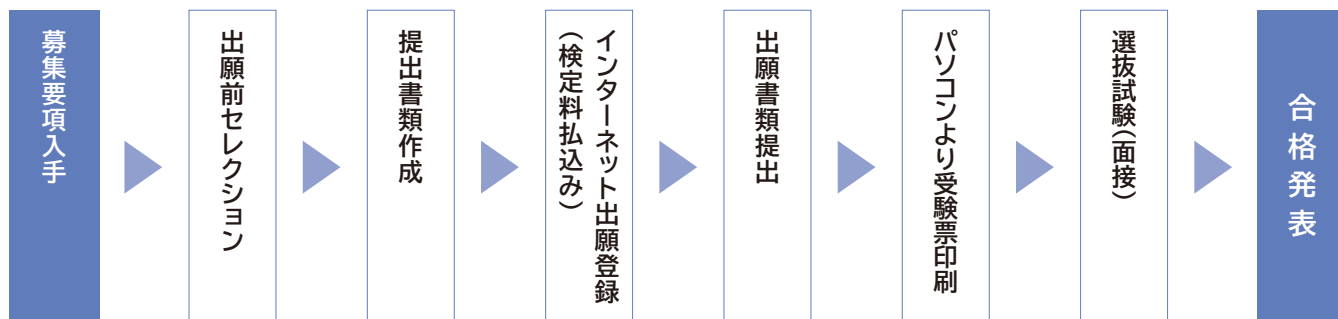 募集要項入手
出願前セレクション
提出書類作成
インターネット出願登録
（検定料払込み）
出願書類提出
パソコンより受験票印刷
選抜試験（面接）
合格発表